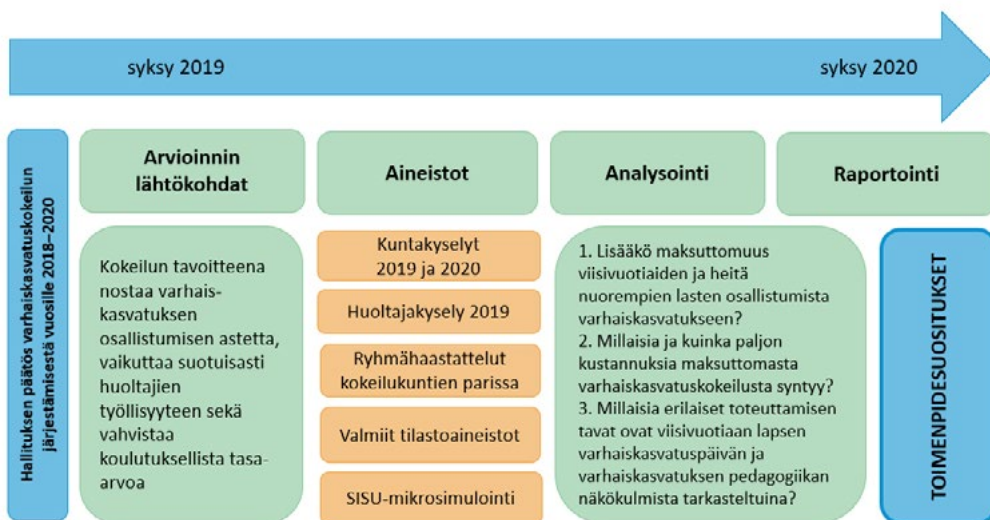 syksy 2019
syksy 2020
Hallituksen päätös varhaiskasvatuskokeilun
järjestämisestä vuosille 2018–2020
Arvioinnin
lähtökohdat
Kokeilun tavoitteena
nostaa varhais-
kasvatuksen
osallistumisen astetta,
vaikuttaa suotuisasti
huoltajien
työllisyyteen sekä
vahvistaa
koulutuksellista tasa-
arvoa
Aineistot
Kuntakyselyt
2019 ja 2020
Huoltajakysely 2019
Ryhmähaastattelut
kokeilukuntien parissa
Valmiit tilastoaineistot
SISU-mikrosimulointi
Analysointi
1. Lisääkö maksuttomuus
viisivuotiaiden ja heitä
nuorempien lasten osallistumista
varhaiskasvatukseen?
2. Millaisia ja kuinka paljon
kustannuksia maksuttomasta
varhaiskasvatuskokeilusta syntyy?
3. Millaisia erilaiset toteuttamisen
tavat ovat viisivuotiaan lapsen
varhaiskasvatuspäivän ja
varhaiskasvatuksen pedagogiikan
näkökulmista tarkasteltuina?
Raportointi
TOIMENPIDESUOSITUKSET